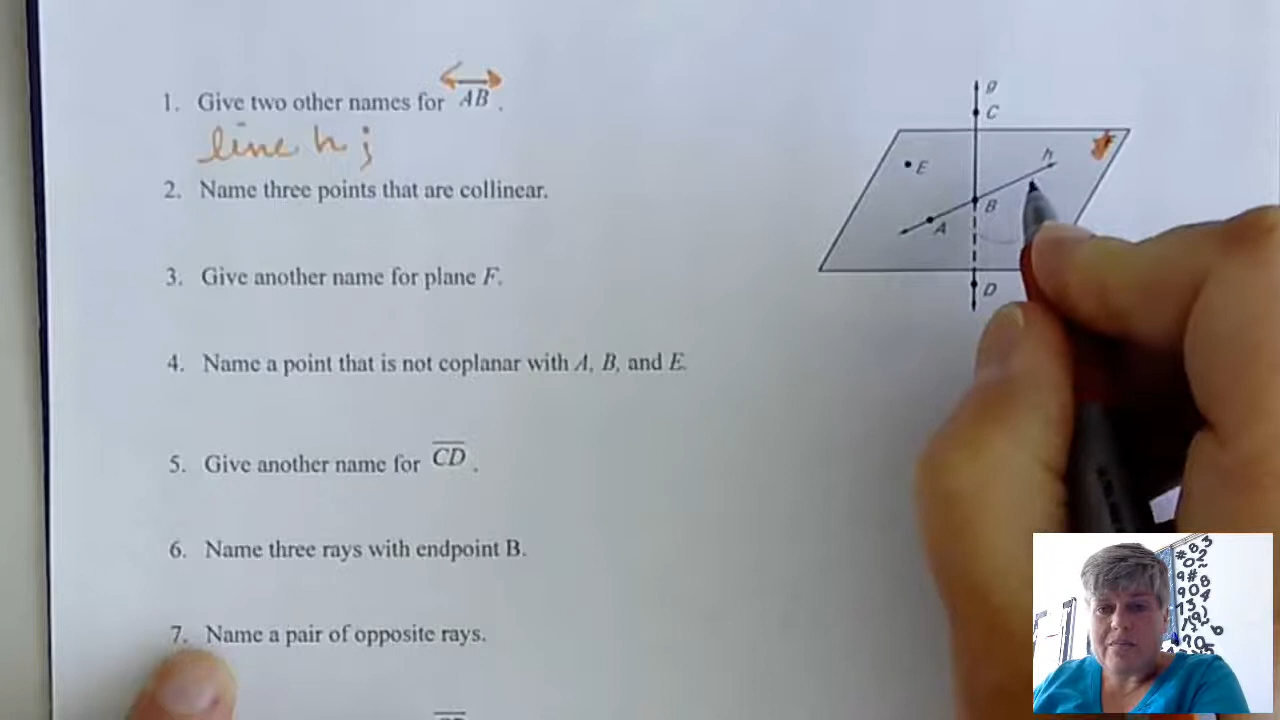 1. Give two other names for AB.
line h ;
2. Name three points that are collinear.
3. Give another name for plane F.
4. Name a point that is not coplanar with A, B, and E.
5. Give another name for CD.
6. Name three rays with endpoint B.
7. Name a pair of opposite rays.
g
C
h
E
B
A
D